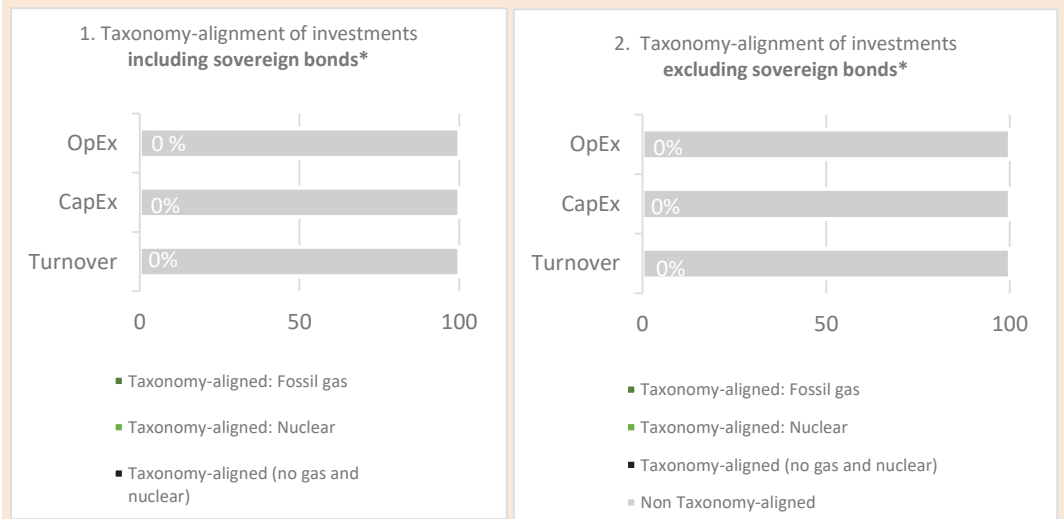 1. Taxonomy-alignment of investments
including sovereign bonds*
OpEx
0 %
CapEx
0%
Turnover
0%
0
50
100
Taxonomy-aligned: Fossil gas
Taxonomy-aligned: Nuclear
Taxonomy-aligned (no gas and
nuclear)
2. Taxonomy-alignment of investments
excluding sovereign bonds*
OpEx
0%
CapEx
0%
Turnover
0%
0
50
100
Taxonomy-aligned: Fossil gas
Taxonomy-aligned: Nuclear
Taxonomy-aligned (no gas and nuclear)
Non Taxonomy-aligned